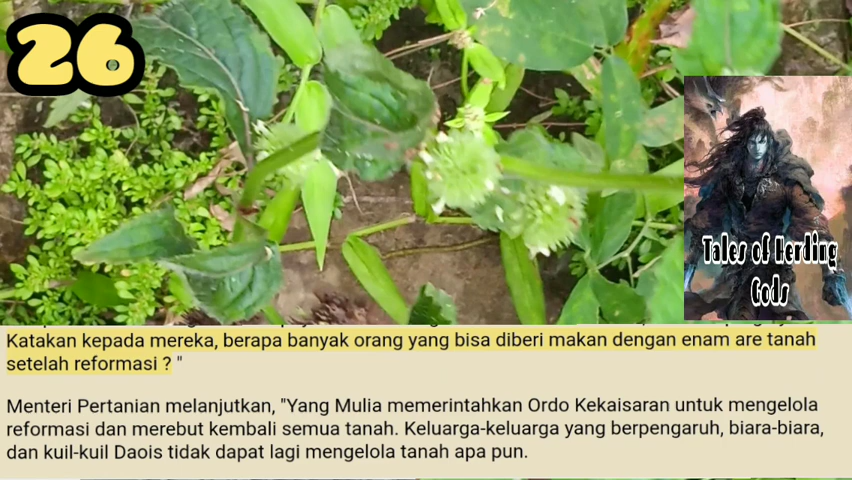 26
Tales of Herding
Gods
Katakan kepada mereka, berapa banyak orang yang bisa diberi makan dengan enam are tanah
setelah reformasi ? "
Menteri Pertanian melanjutkan, "Yang Mulia memerintahkan Ordo Kekaisaran untuk mengelola
reformasi dan merebut kembali semua tanah. Keluarga-keluarga yang berpengaruh, biara-biara,
dan kuil-kuil Daois tidak dapat lagi mengelola tanah apa pun.